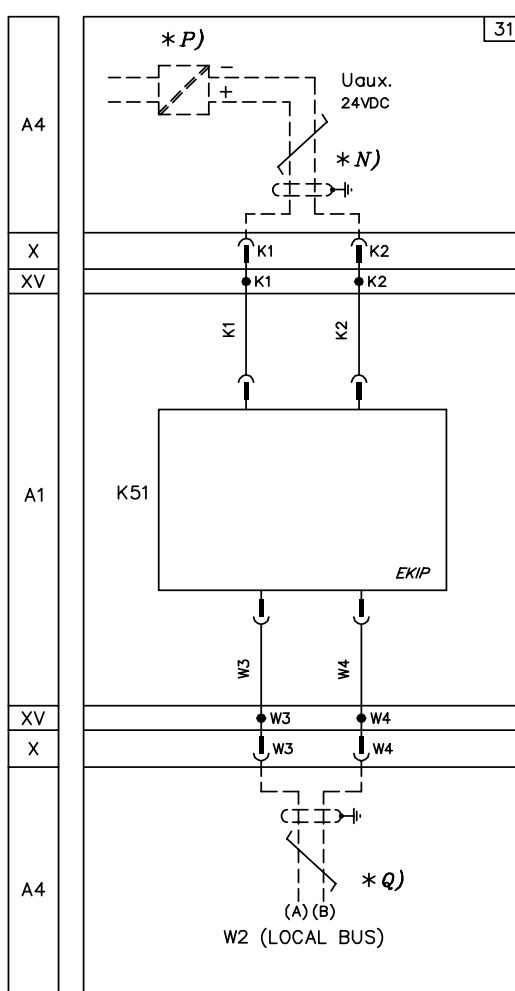 31
*P)
−
+
Uaux.
24VDC
A4
*N)
X
K1
K2
XV
K1
K2
K1
K2
A1
K51
EKIP
W3
W4
XV
W3
W4
X
W3
W4
A4
*Q)
(A) (B)
W2 (LOCAL BUS)